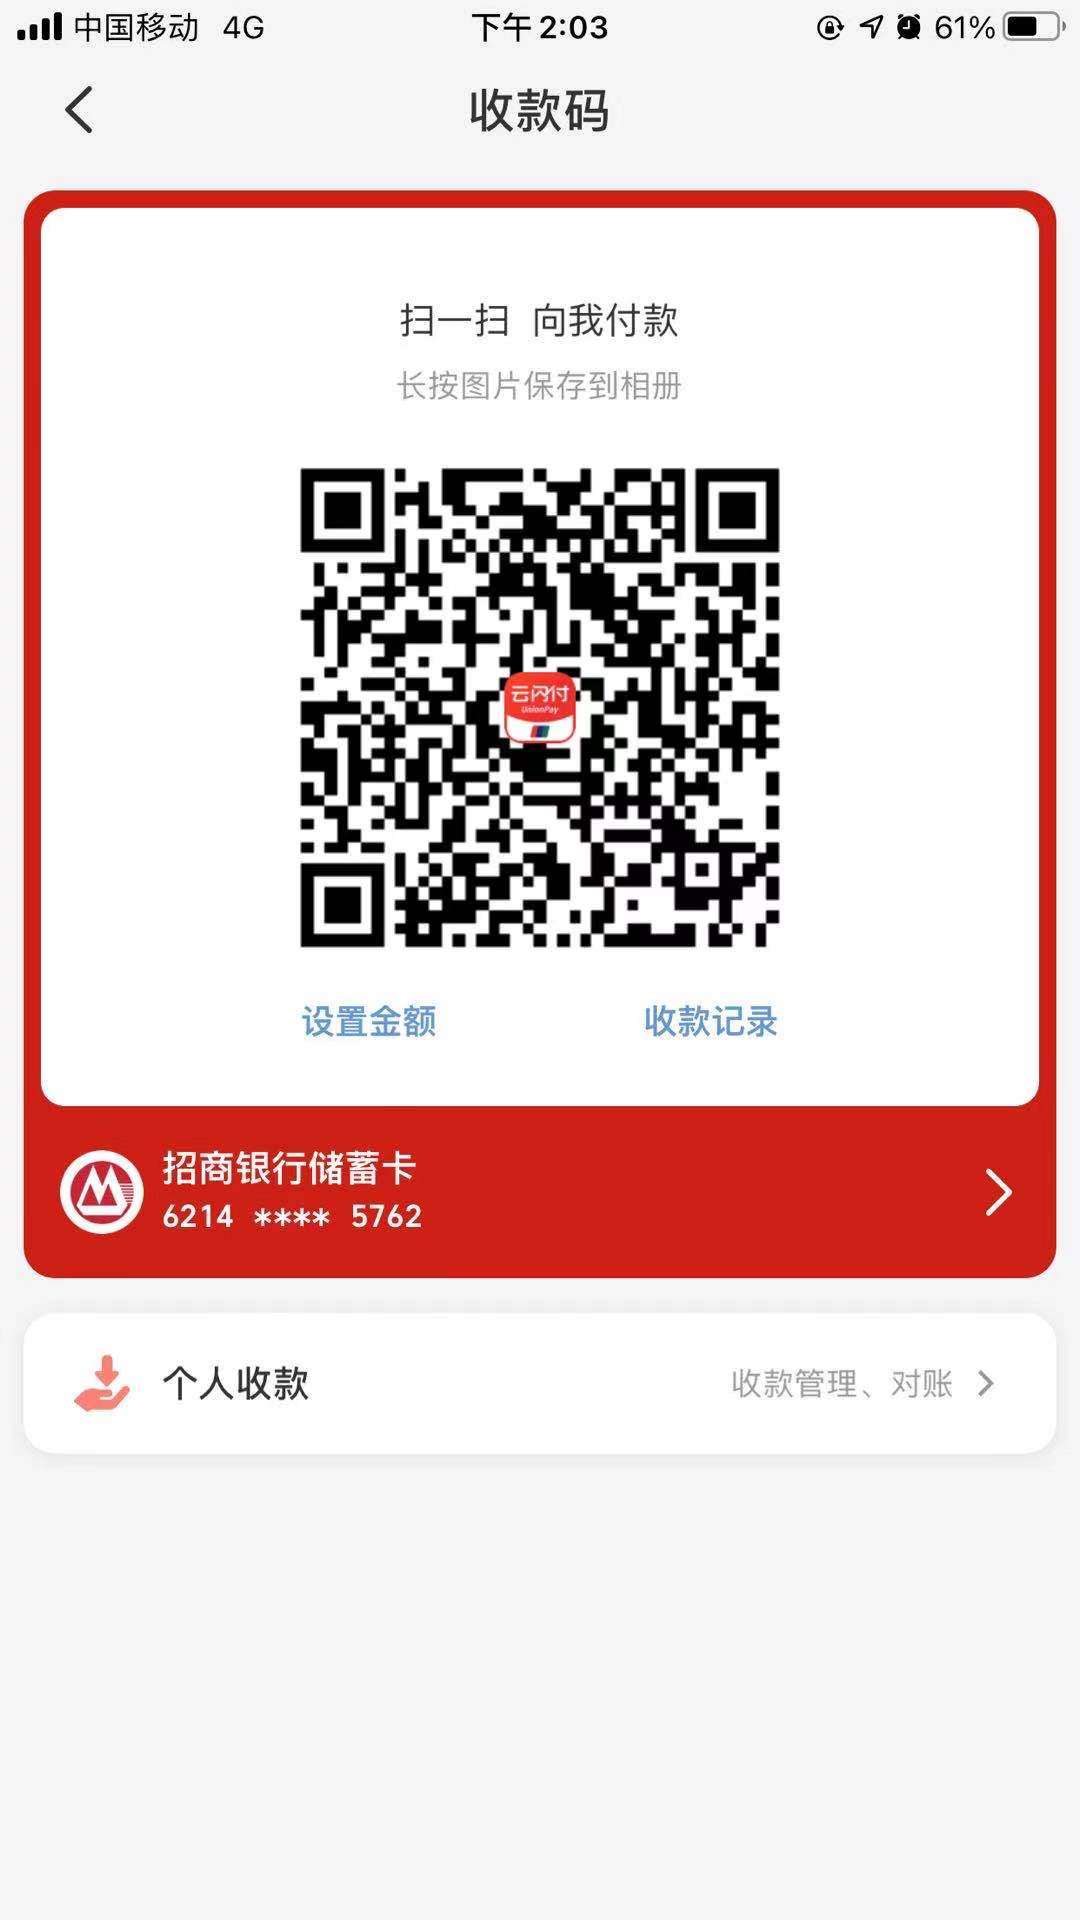 中国移动 4G 下午2:03 61%
收款码
扫一扫 向我付款
长按图片保存到相册
云闪付
UnionPay
设置金额 收款记录
招商银行储蓄卡
6214 **** 5762
个人收款 收款管理、对账